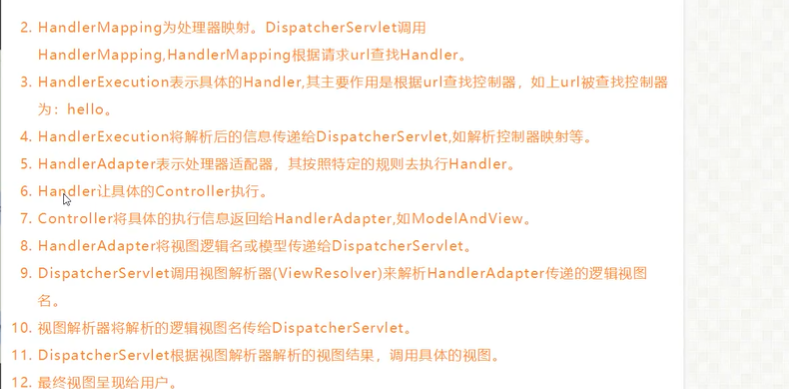 2. HandlerMapping为处理器映射。DispatcherServlet调用
HandlerMapping,HandlerMapping根据请求url查找Handler。
3. HandlerExecution表示具体的Handler,其主要作用是根据url查找控制器，如上url被查找控制器
为：hello。
4. HandlerExecution将解析后的信息传递给DispatcherServlet,如解析控制器映射等。
5. HandlerAdapter表示处理器适配器，其按照特定的规则去执行Handler。
6. Handler让具体的Controller执行。
7. Controller将具体的执行信息返回给HandlerAdapter,如ModelAndView。
8. HandlerAdapter将视图逻辑名或模型传递给DispatcherServlet。
9. DispatcherServlet调用视图解析器(ViewResolver)来解析HandlerAdapter传递的逻辑视图
名。
10. 视图解析器将解析的逻辑视图名传给DispatcherServlet。
11. DispatcherServlet根据视图解析器解析的视图结果，调用具体的视图。
12. 最终视图呈现给用户。